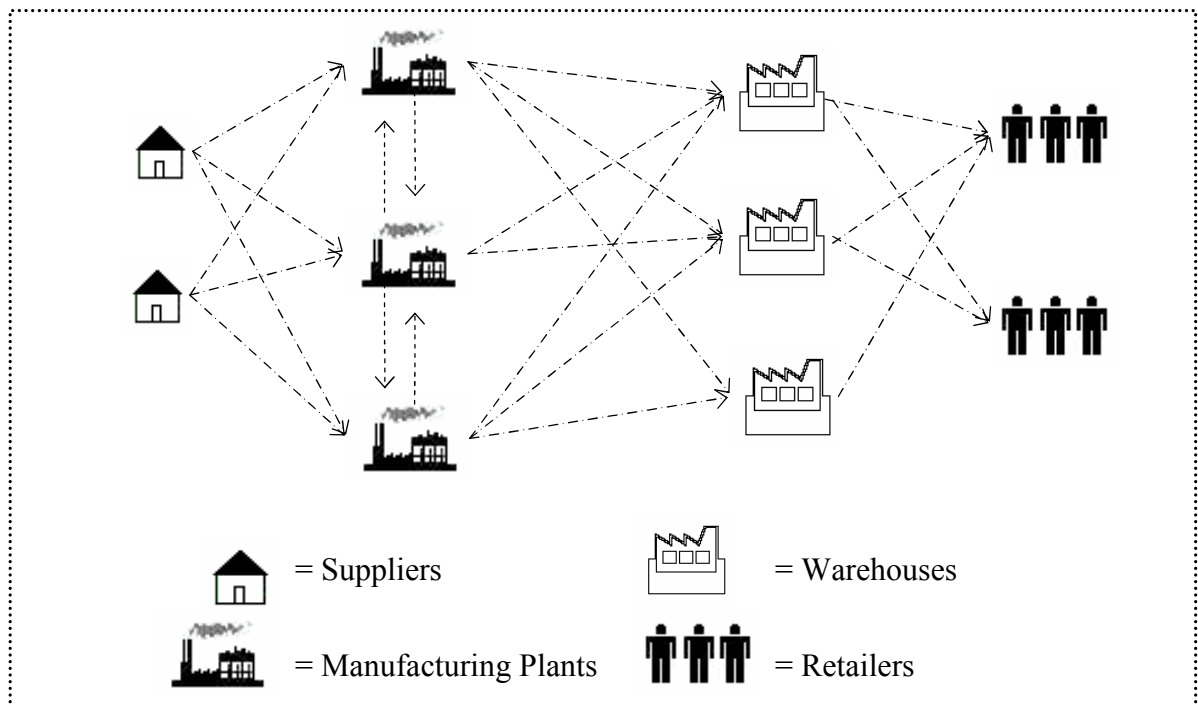 = Suppliers
= Warehouses
= Manufacturing Plants
= Retailers